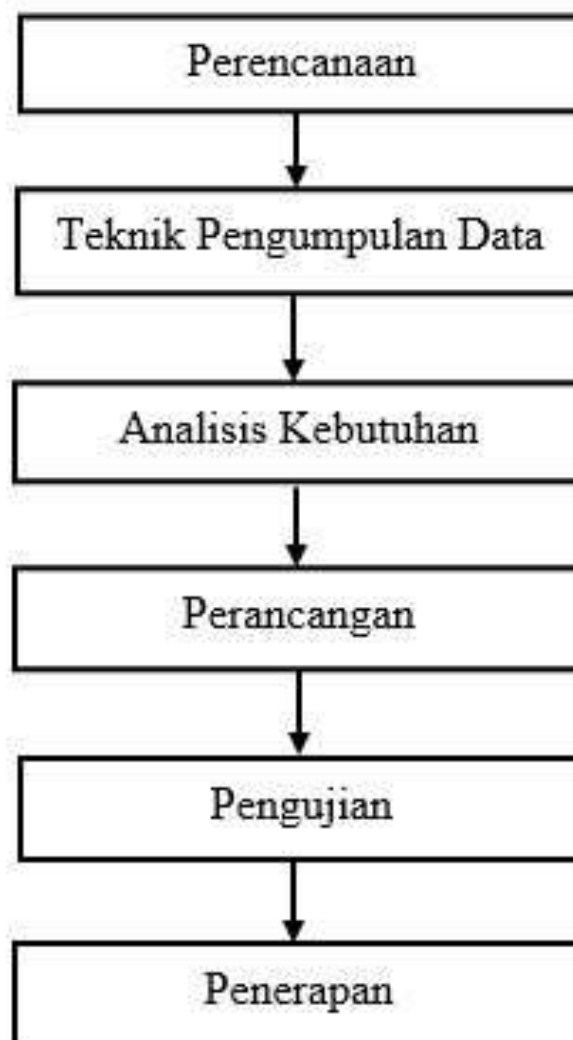 Perencanaan
Teknik Pengumpulan Data
Analisis Kebutuhan
Perancangan
Pengujian
Penerapan